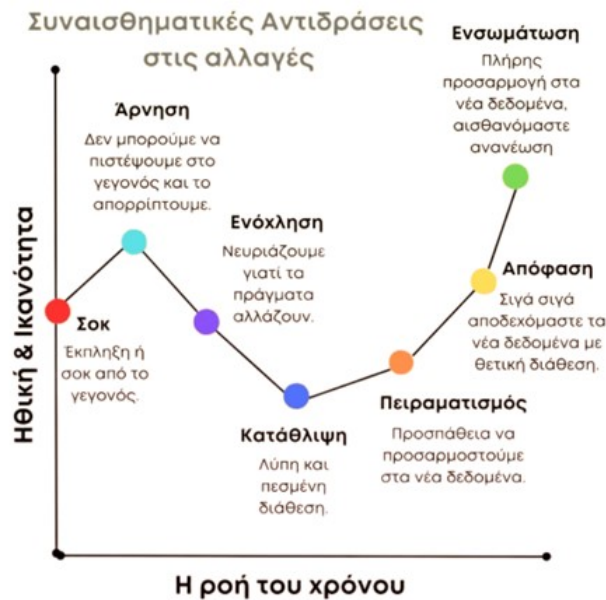 Συναισθηματικές Αντιδράσεις
στις αλλαγές
Άρνηση
Δεν μπορούμε να
πιστέψουμε στο
γεγονός και το
απορρίπτουμε.
Ενσωμάτωση
Πλήρης
προσαρμογή στα
νέα δεδομένα,
αισθανόμαστε
ανανέωση
Ενόχληση
Νευριάζουμε
γιατί τα
πράγματα
αλλάζουν.
Σοκ
Έκπληξη ή
σοκ από το
γεγονός.
Απόφαση
Σιγά σιγά
αποδεχόμαστε τα
νέα δεδομένα με
θετική διάθεση.
Κατάθλιψη
Λύπη και
πεσμένη
διάθεση.
Πειραματισμός
Προσπάθεια να
προσαρμοστούμε
στα νέα δεδομένα.
Ηθική & Ικανότητα
Η ροή του χρόνου